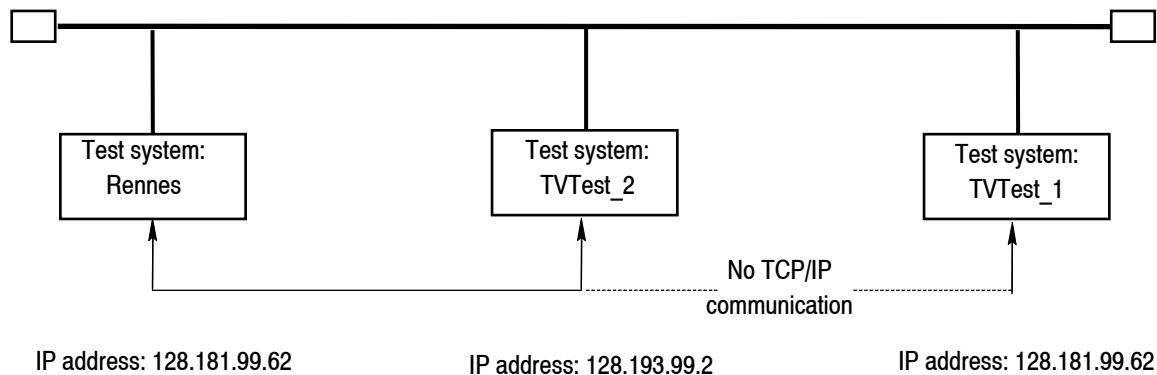 Test system:
Rennes
Test system:
TVTest_2
Test system:
TVTest_1
No TCP/IP
communication
IP address: 128.181.99.62
IP address: 128.193.99.2
IP address: 128.181.99.62